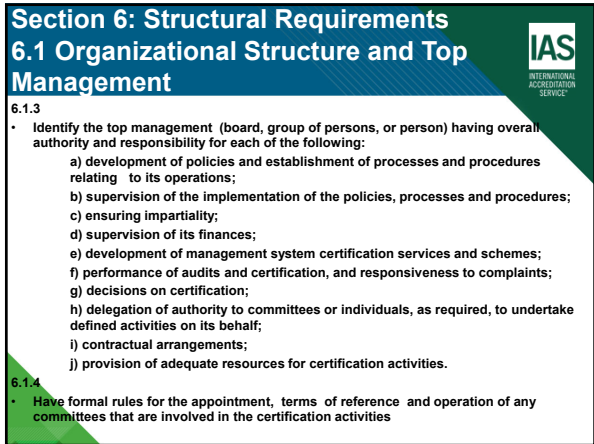 Section 6: Structural Requirements
6.1 Organizational Structure and Top
Management
IAS
INTERNATIONAL
ACCREDITATION
SERVICE®
6.1.3
• Identify the top management (board, group of persons, or person) having overall
authority and responsibility for each of the following:
a) development of policies and establishment of processes and procedures
relating to its operations;
b) supervision of the implementation of the policies, processes and procedures;
c) ensuring impartiality;
d) supervision of its finances;
e) development of management system certification services and schemes;
f) performance of audits and certification, and responsiveness to complaints;
g) decisions on certification;
h) delegation of authority to committees or individuals, as required, to undertake
defined activities on its behalf;
i) contractual arrangements;
j) provision of adequate resources for certification activities.
6.1.4
• Have formal rules for the appointment, terms of reference and operation of any
committees that are involved in the certification activities